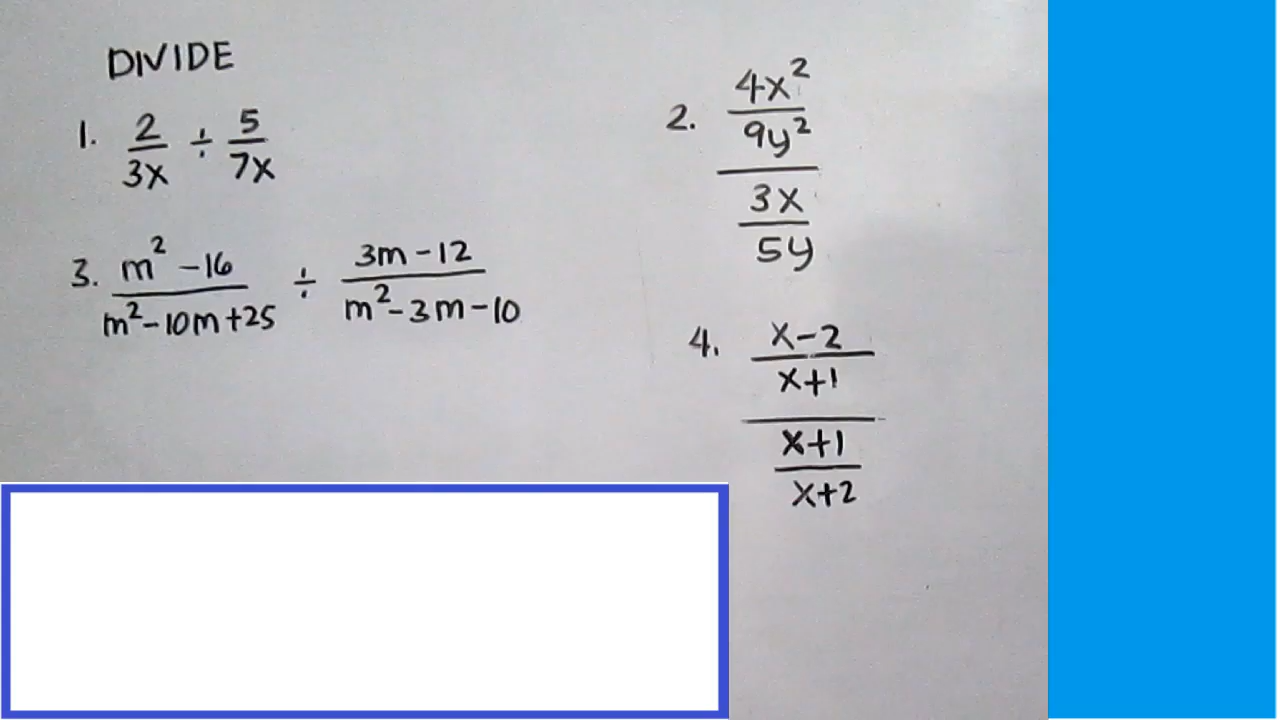 DIVIDE
1. 2/3x ÷ 5/7x
2. 4x²/9y² / 3x/5y
3. m² - 16 / m² - 10m + 25 ÷ 3m - 12 / m² - 3m - 10
4. x - 2 / x + 1 / x + 1 / x + 2